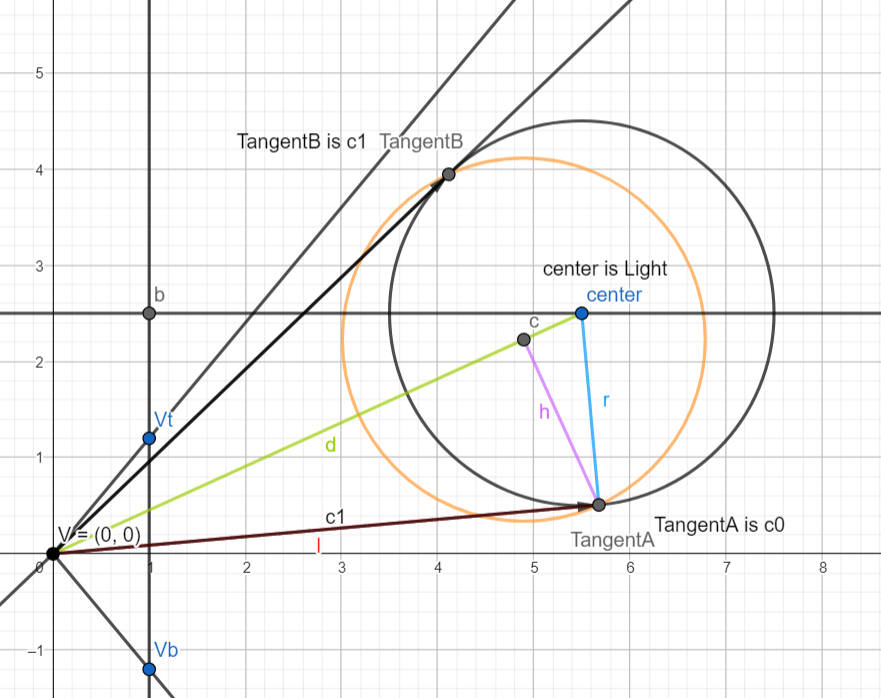 5
TangentB is c1 TangentB
4
3
center is Light
b
center
c
2
r
h
Vt
d
1
c1
V = (0, 0)
TangentA is c0
TangentA
l
0
1
2
3
4
5
6
7
8
−1
Vb